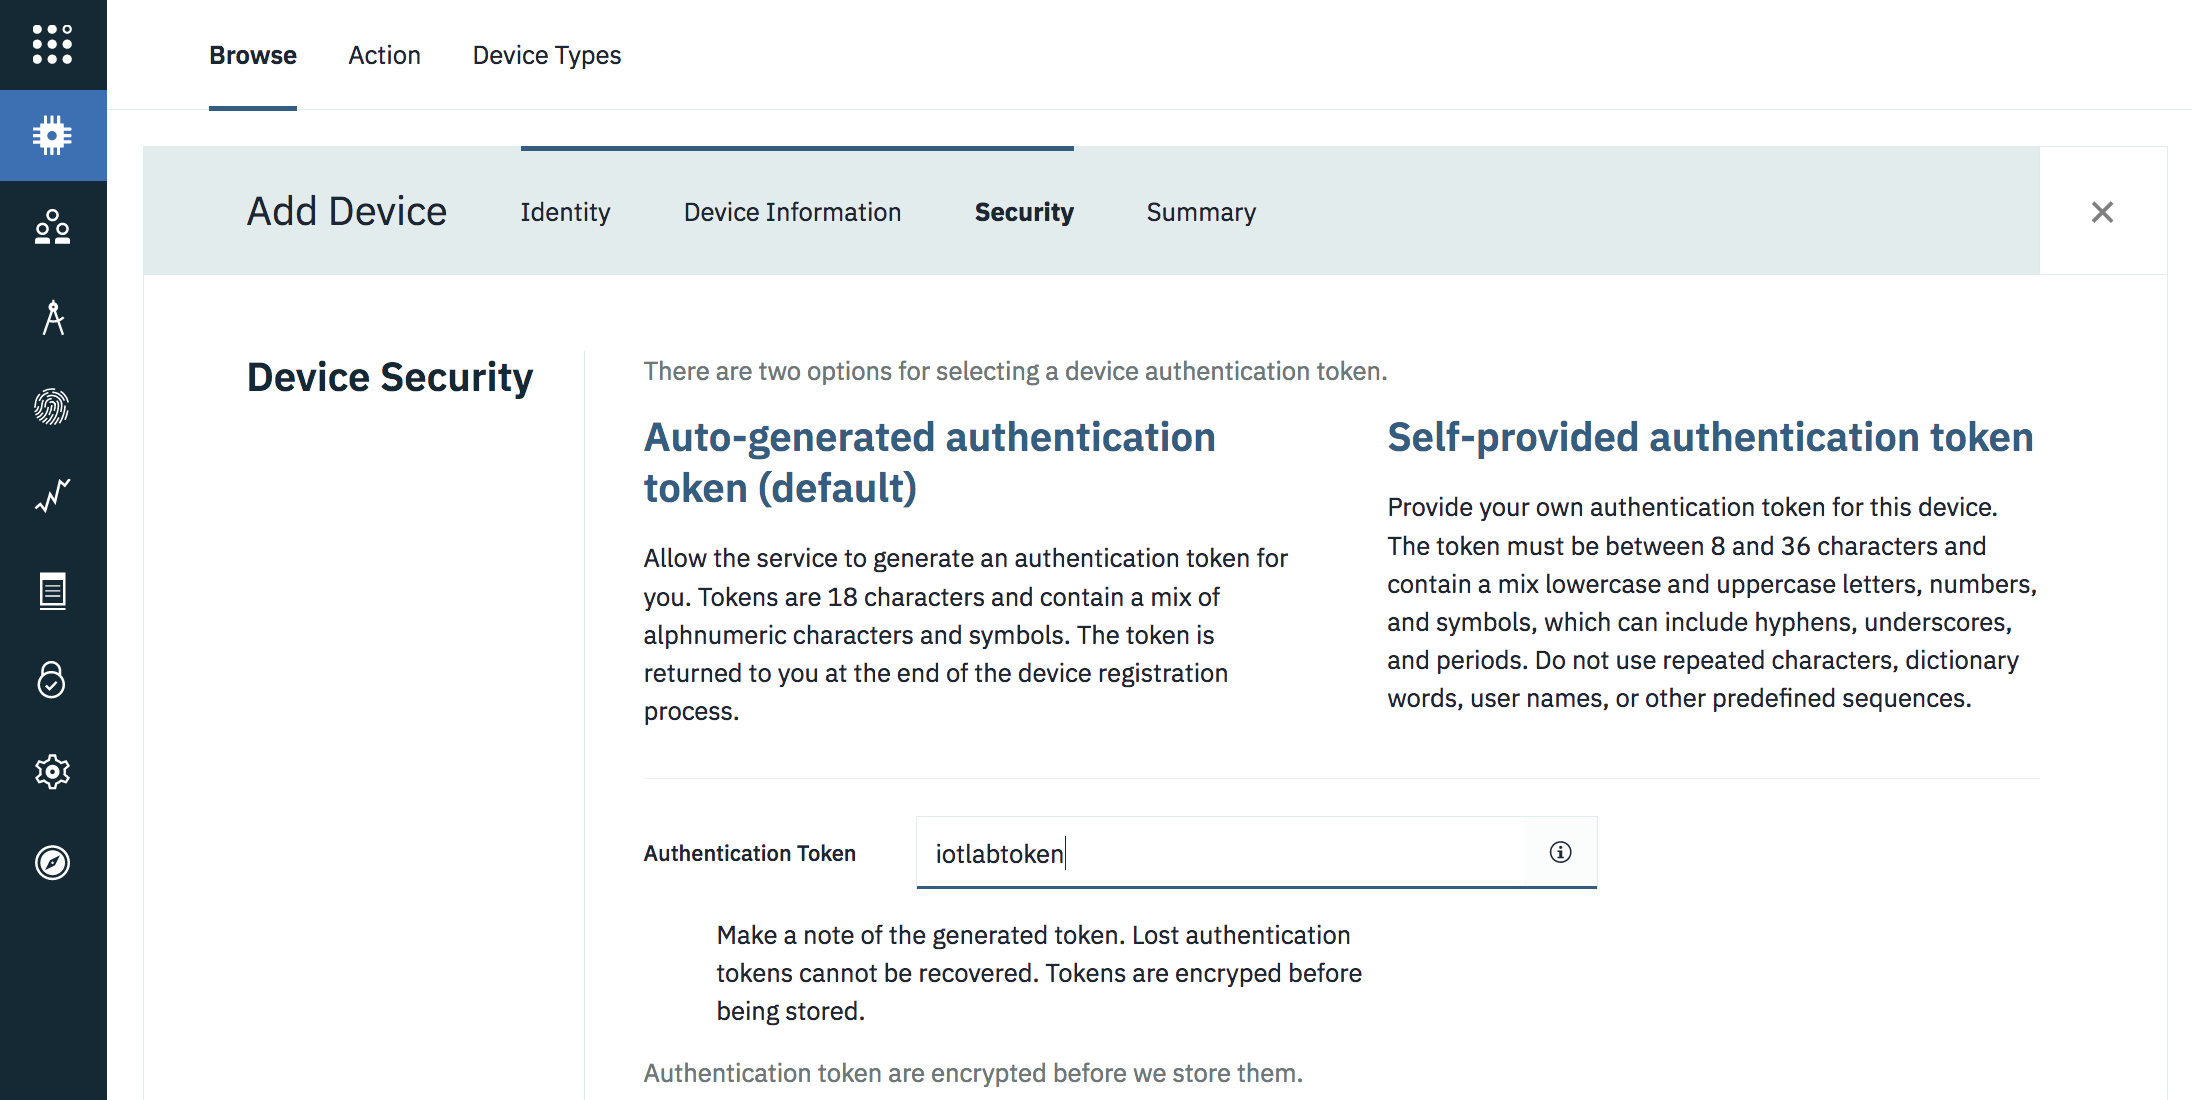 Browse Action Device Types
Add Device Identity Device Information Security Summary
Device Security
There are two options for selecting a device authentication token.
Auto-generated authentication
token (default)
Allow the service to generate an authentication token for
you. Tokens are 18 characters and contain a mix of
alphnumeric characters and symbols. The token is
returned to you at the end of the device registration
process.
Self-provided authentication token
Provide your own authentication token for this device.
The token must be between 8 and 36 characters and
contain a mix lowercase and uppercase letters, numbers,
and symbols, which can include hyphens, underscores,
and periods. Do not use repeated characters, dictionary
words, user names, or other predefined sequences.
Authentication Token iotlabtoken
Make a note of the generated token. Lost authentication
tokens cannot be recovered. Tokens are encryped before
being stored.
Authentication token are encrypted before we store them.